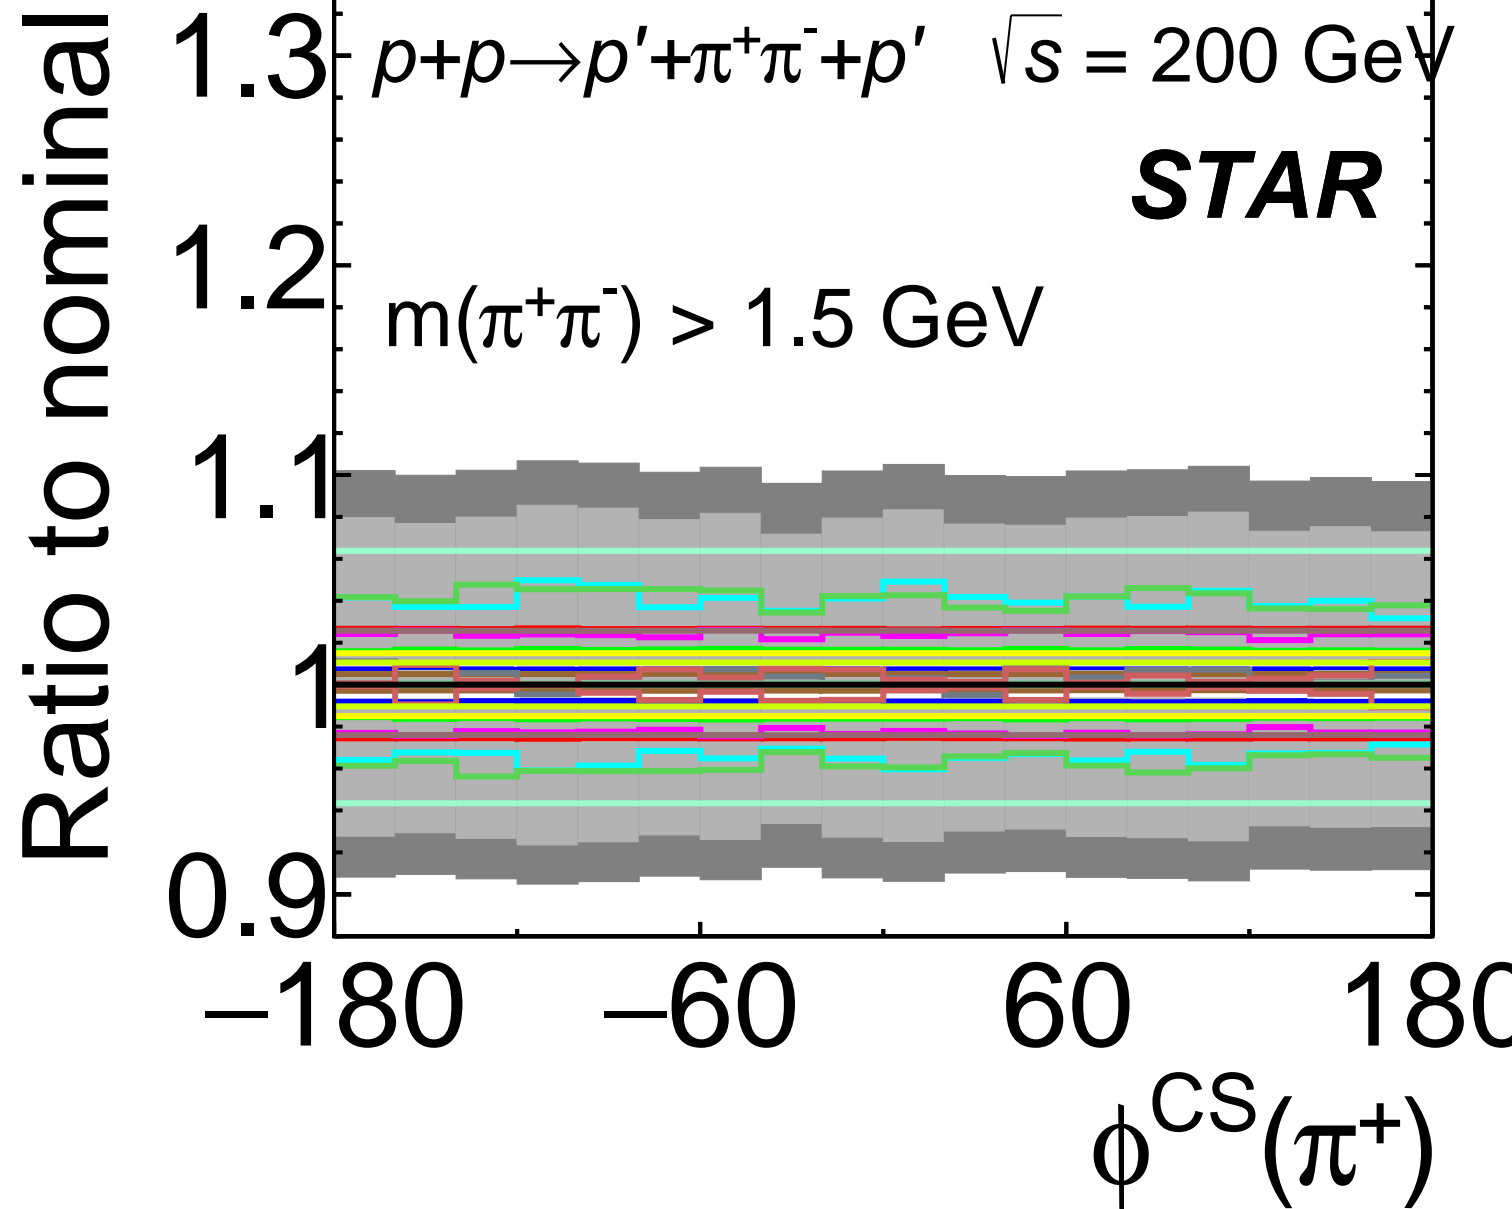 Ratio to nominal
1.3
p+p→p′+π⁺π⁻+p′ √s = 200 GeV
STAR
1.2
m(π⁺π⁻) > 1.5 GeV
1.1
1
0.9
−180 −60 60 180
ϕ^CS(π⁺)